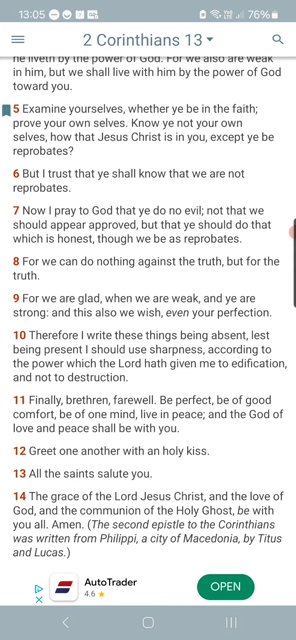 13:05
76%
2 Corinthians 13
he liveth by the power of God. For we also are weak
in him, but we shall live with him by the power of God
toward you.
5 Examine yourselves, whether ye be in the faith;
prove your own selves. Know ye not your own
selves, how that Jesus Christ is in you, except ye be
reprobates?
6 But I trust that ye shall know that we are not
reprobates.
7 Now I pray to God that ye do no evil; not that we
should appear approved, but that ye should do that
which is honest, though we be as reprobates.
8 For we can do nothing against the truth, but for the
truth.
9 For we are glad, when we are weak, and ye are
strong: and this also we wish, even your perfection.
10 Therefore I write these things being absent, lest
being present I should use sharpness, according to
the power which the Lord hath given me to edification,
and not to destruction.
11 Finally, brethren, farewell. Be perfect, be of good
comfort, be of one mind, live in peace; and the God of
love and peace shall be with you.
12 Greet one another with an holy kiss.
13 All the saints salute you.
14 The grace of the Lord Jesus Christ, and the love of
God, and the communion of the Holy Ghost, be with
you all. Amen. (The second epistle to the Corinthians
was written from Philippi, a city of Macedonia, by Titus
and Lucas.)
AutoTrader
4.6
OPEN